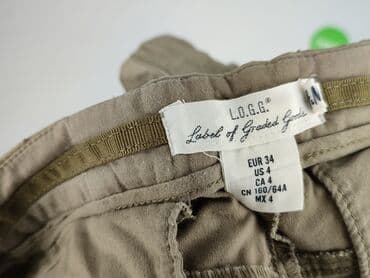 L.O.G.G.®
Label of Graded Goods
EUR 34
US 4
CA 4
CN 160/64A
MX 4